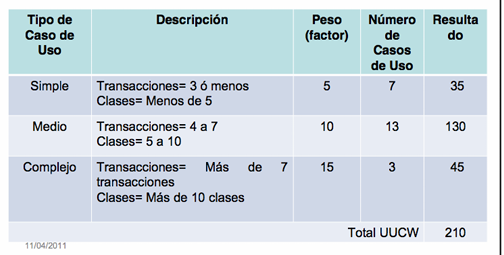 Tipo de Caso de Uso Descripción Peso (factor) Número de Casos de Uso Resultado
Simple Transacciones= 3 ó menos 5 7 35
Clases= Menos de 5
Medio Transacciones= 4 a 7 10 13 130
Clases= 5 a 10
Complejo Transacciones= Más de 7 15 3 45
transacciones
Clases= Más de 10 clases
Total UUCW 210
11/04/2011